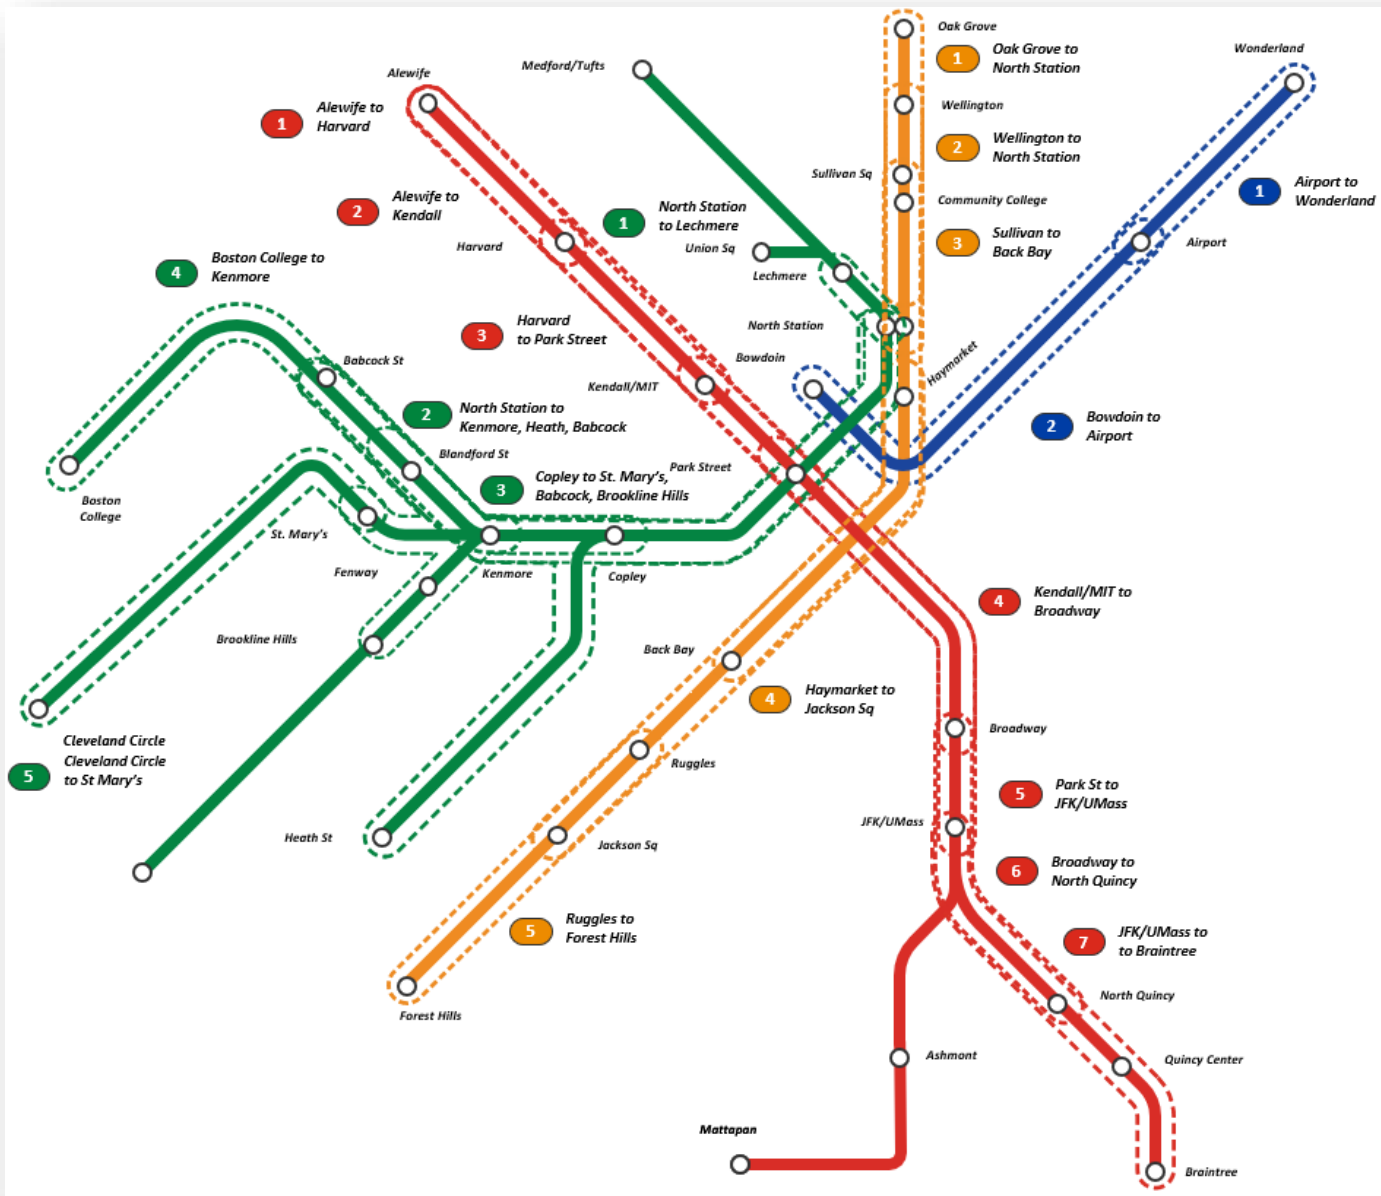 Oak Grove
1
Oak Grove to
North Station
Wonderland
Medford/Tufts
Alewife
Wellington
1
Alewife to
Harvard
2
Wellington to
North Station
Sullivan Sq
Community College
1
Airport to
Wonderland
2
Alewife to
Kendall
1
North Station
to Lechmere
3
Sullivan to
Back Bay
Airport
Harvard
Union Sq
Lechmere
4
Boston College to
Kenmore
3
Harvard
to Park Street
North Station
Bowdoin
Haymarket
Babcock St
Kendall/MIT
2
North Station to
Kenmore, Heath, Babcock
2
Bowdoin to
Airport
Blandford St
Park Street
3
Copley to St. Mary's,
Babcock, Brookline Hills
Boston
College
St. Mary's
Fenway
Kenmore
Copley
4
Kendall/MIT to
Broadway
Brookline Hills
Back Bay
4
Haymarket to
Jackson Sq
Broadway
5
Cleveland Circle
Cleveland Circle
to St Mary's
Ruggles
5
Park St to
JFK/UMass
JFK/UMass
Heath St
Jackson Sq
6
Broadway to
North Quincy
5
Ruggles to
Forest Hills
7
JFK/UMass to
to Braintree
North Quincy
Forest Hills
Ashmont
Quincy Center
Mattapan
Braintree